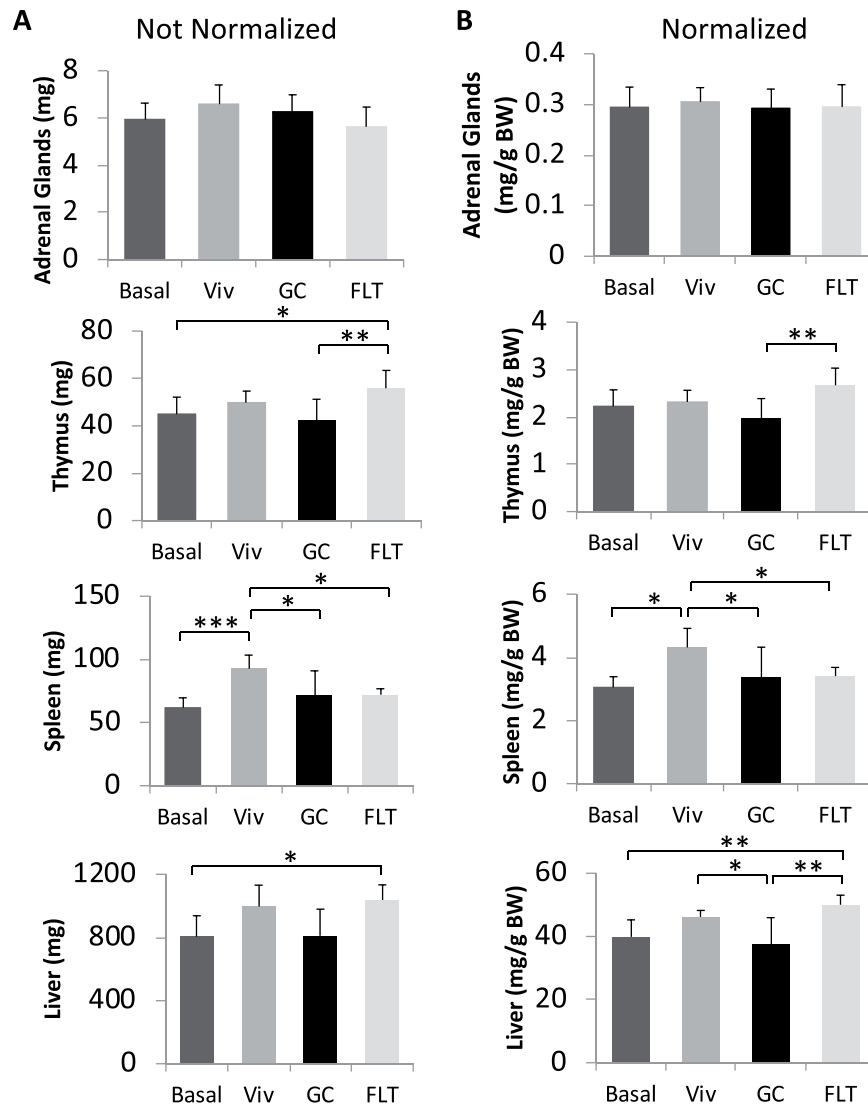 A
Not Normalized
Adrenal Glands (mg)
8
6
4
2
0
Basal Viv GC FLT
Thymus (mg)
80
60
40
20
0
*
**
Basal Viv GC FLT
Spleen (mg)
150
100
50
0
*
*
***
Basal Viv GC FLT
Liver (mg)
1200
800
400
0
*
Basal Viv GC FLT
B
Normalized
Adrenal Glands
(mg/g BW)
0.4
0.3
0.2
0.1
0
Basal Viv GC FLT
Thymus (mg/g BW)
4
3
2
1
0
**
Basal Viv GC FLT
Spleen (mg/g BW)
6
4
2
0
*
* *
Basal Viv GC FLT
Liver (mg/g BW)
60
40
20
0
**
* **
Basal Viv GC FLT